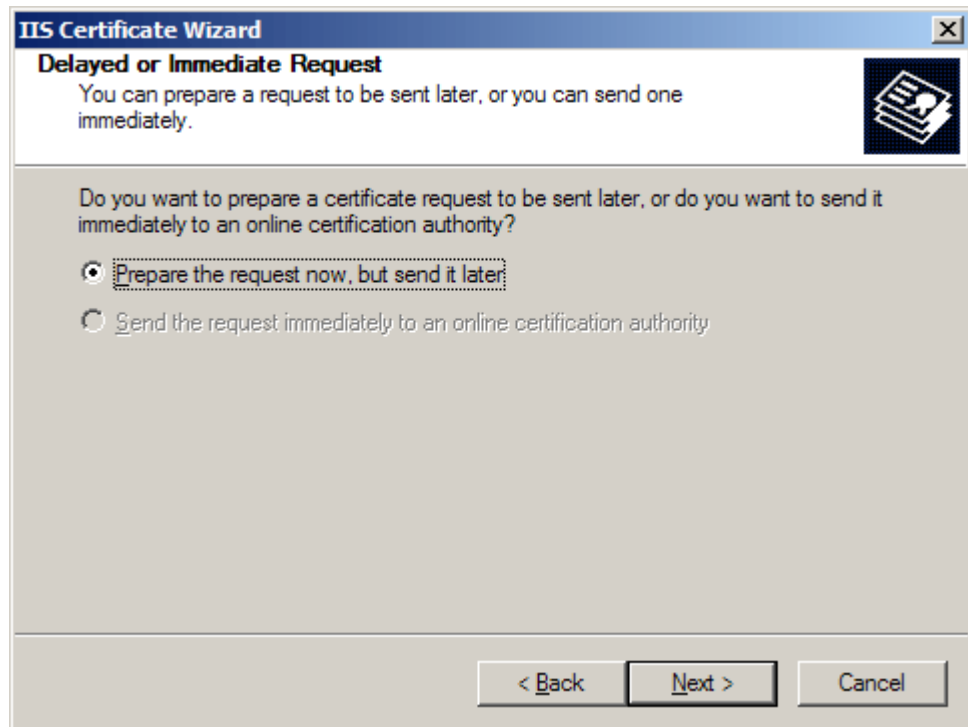 IIS Certificate Wizard
Delayed or Immediate Request
You can prepare a request to be sent later, or you can send one
immediately.
Do you want to prepare a certificate request to be sent later, or do you want to send it
immediately to an online certification authority?
Prepare the request now, but send it later
Send the request immediately to an online certification authority
< Back
Next >
Cancel